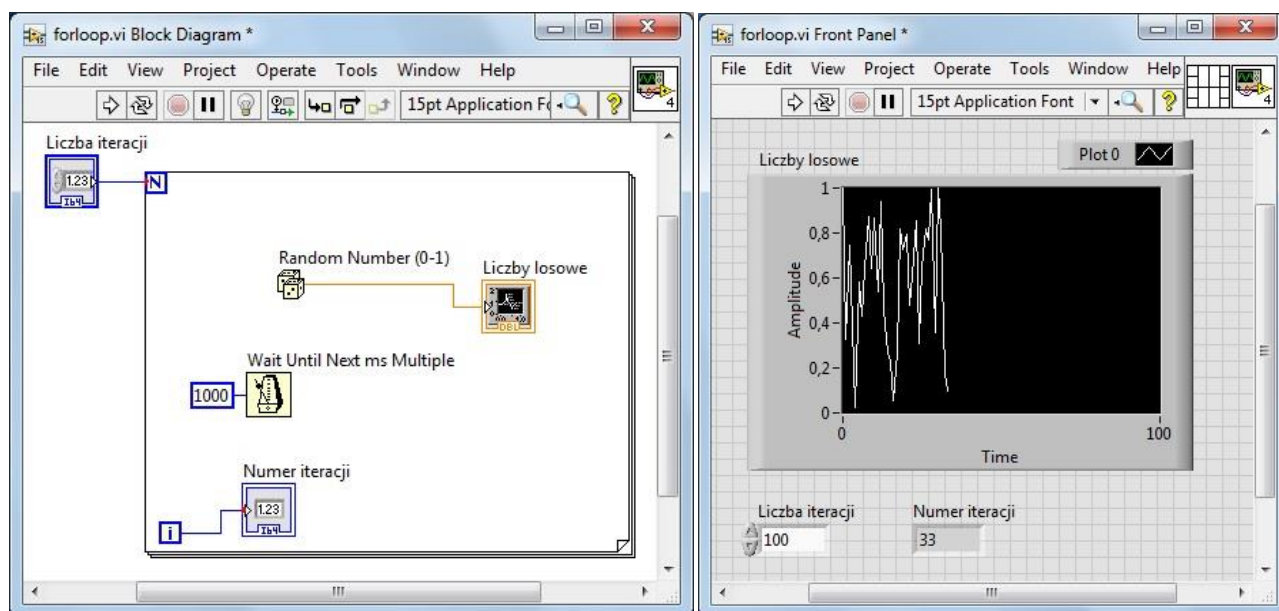 forloop.vi Block Diagram *
File Edit View Project Operate Tools Window Help
15pt Application Fo
4
Liczba iteracji
1.23
I64
N
Random Number (0-1)
Liczby losowe
DBL
Wait Until Next ms Multiple
1000
Numer iteracji
1.23
I64
i
forloop.vi Front Panel *
File Edit View Project Operate Tools Window Help
15pt Application Font
4
Liczby losowe
Plot 0
1
0,8
0,6
0,4
0,2
0
Amplitude
0
100
Time
Liczba iteracji
Numer iteracji
100
33